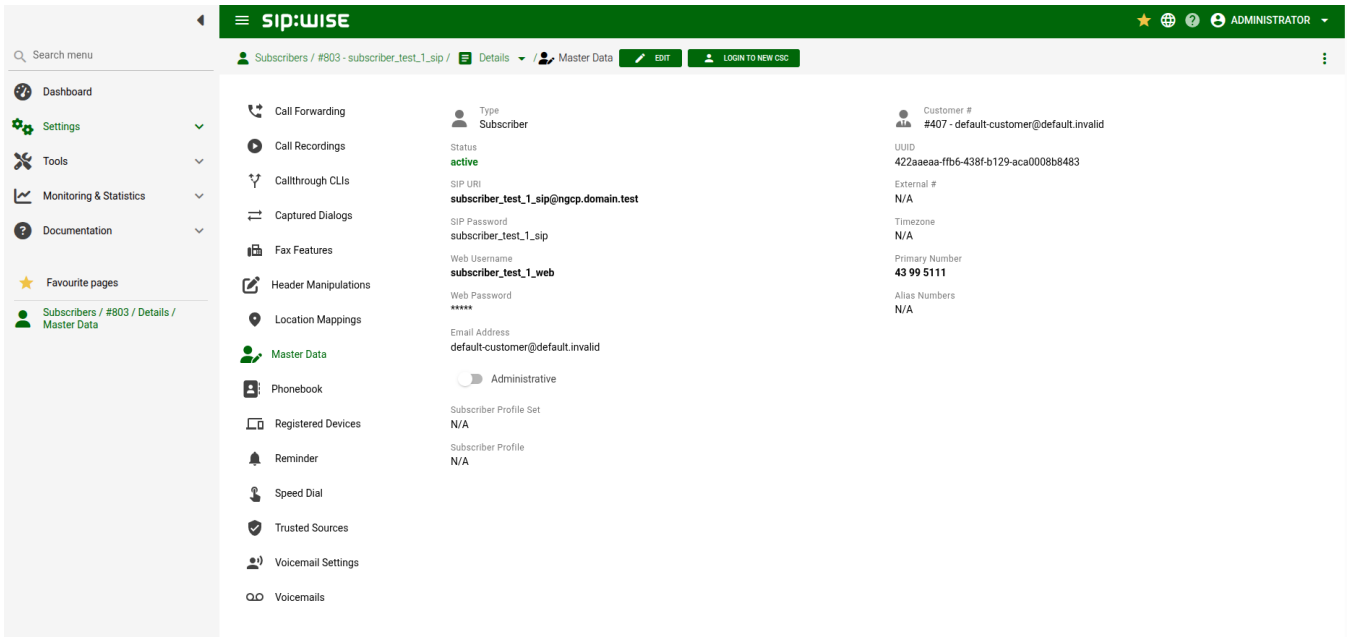 sip:wise
ADMINISTRATOR
Search menu
Subscribers / #803 - subscriber_test_1_sip / Details / Master Data EDIT LOGIN TO NEW CSC
Dashboard
Settings
Tools
Monitoring & Statistics
Documentation
Favourite pages
Subscribers / #803 / Details /
Master Data
Call Forwarding
Call Recordings
Callthrough CLIs
Captured Dialogs
Fax Features
Header Manipulations
Location Mappings
Master Data
Phonebook
Registered Devices
Reminder
Speed Dial
Trusted Sources
Voicemail Settings
Voicemails
Type
Subscriber
Status
active
SIP URI
subscriber_test_1_sip@ngcp.domain.test
SIP Password
subscriber_test_1_sip
Web Username
subscriber_test_1_web
Web Password
*****
Email Address
default-customer@default.invalid
Administrative
Subscriber Profile Set
N/A
Subscriber Profile
N/A
Customer #
#407 - default-customer@default.invalid
UUID
422aaeaa-ffb6-438f-b129-aca0008b8483
External #
N/A
Timezone
N/A
Primary Number
43 99 5111
Alias Numbers
N/A